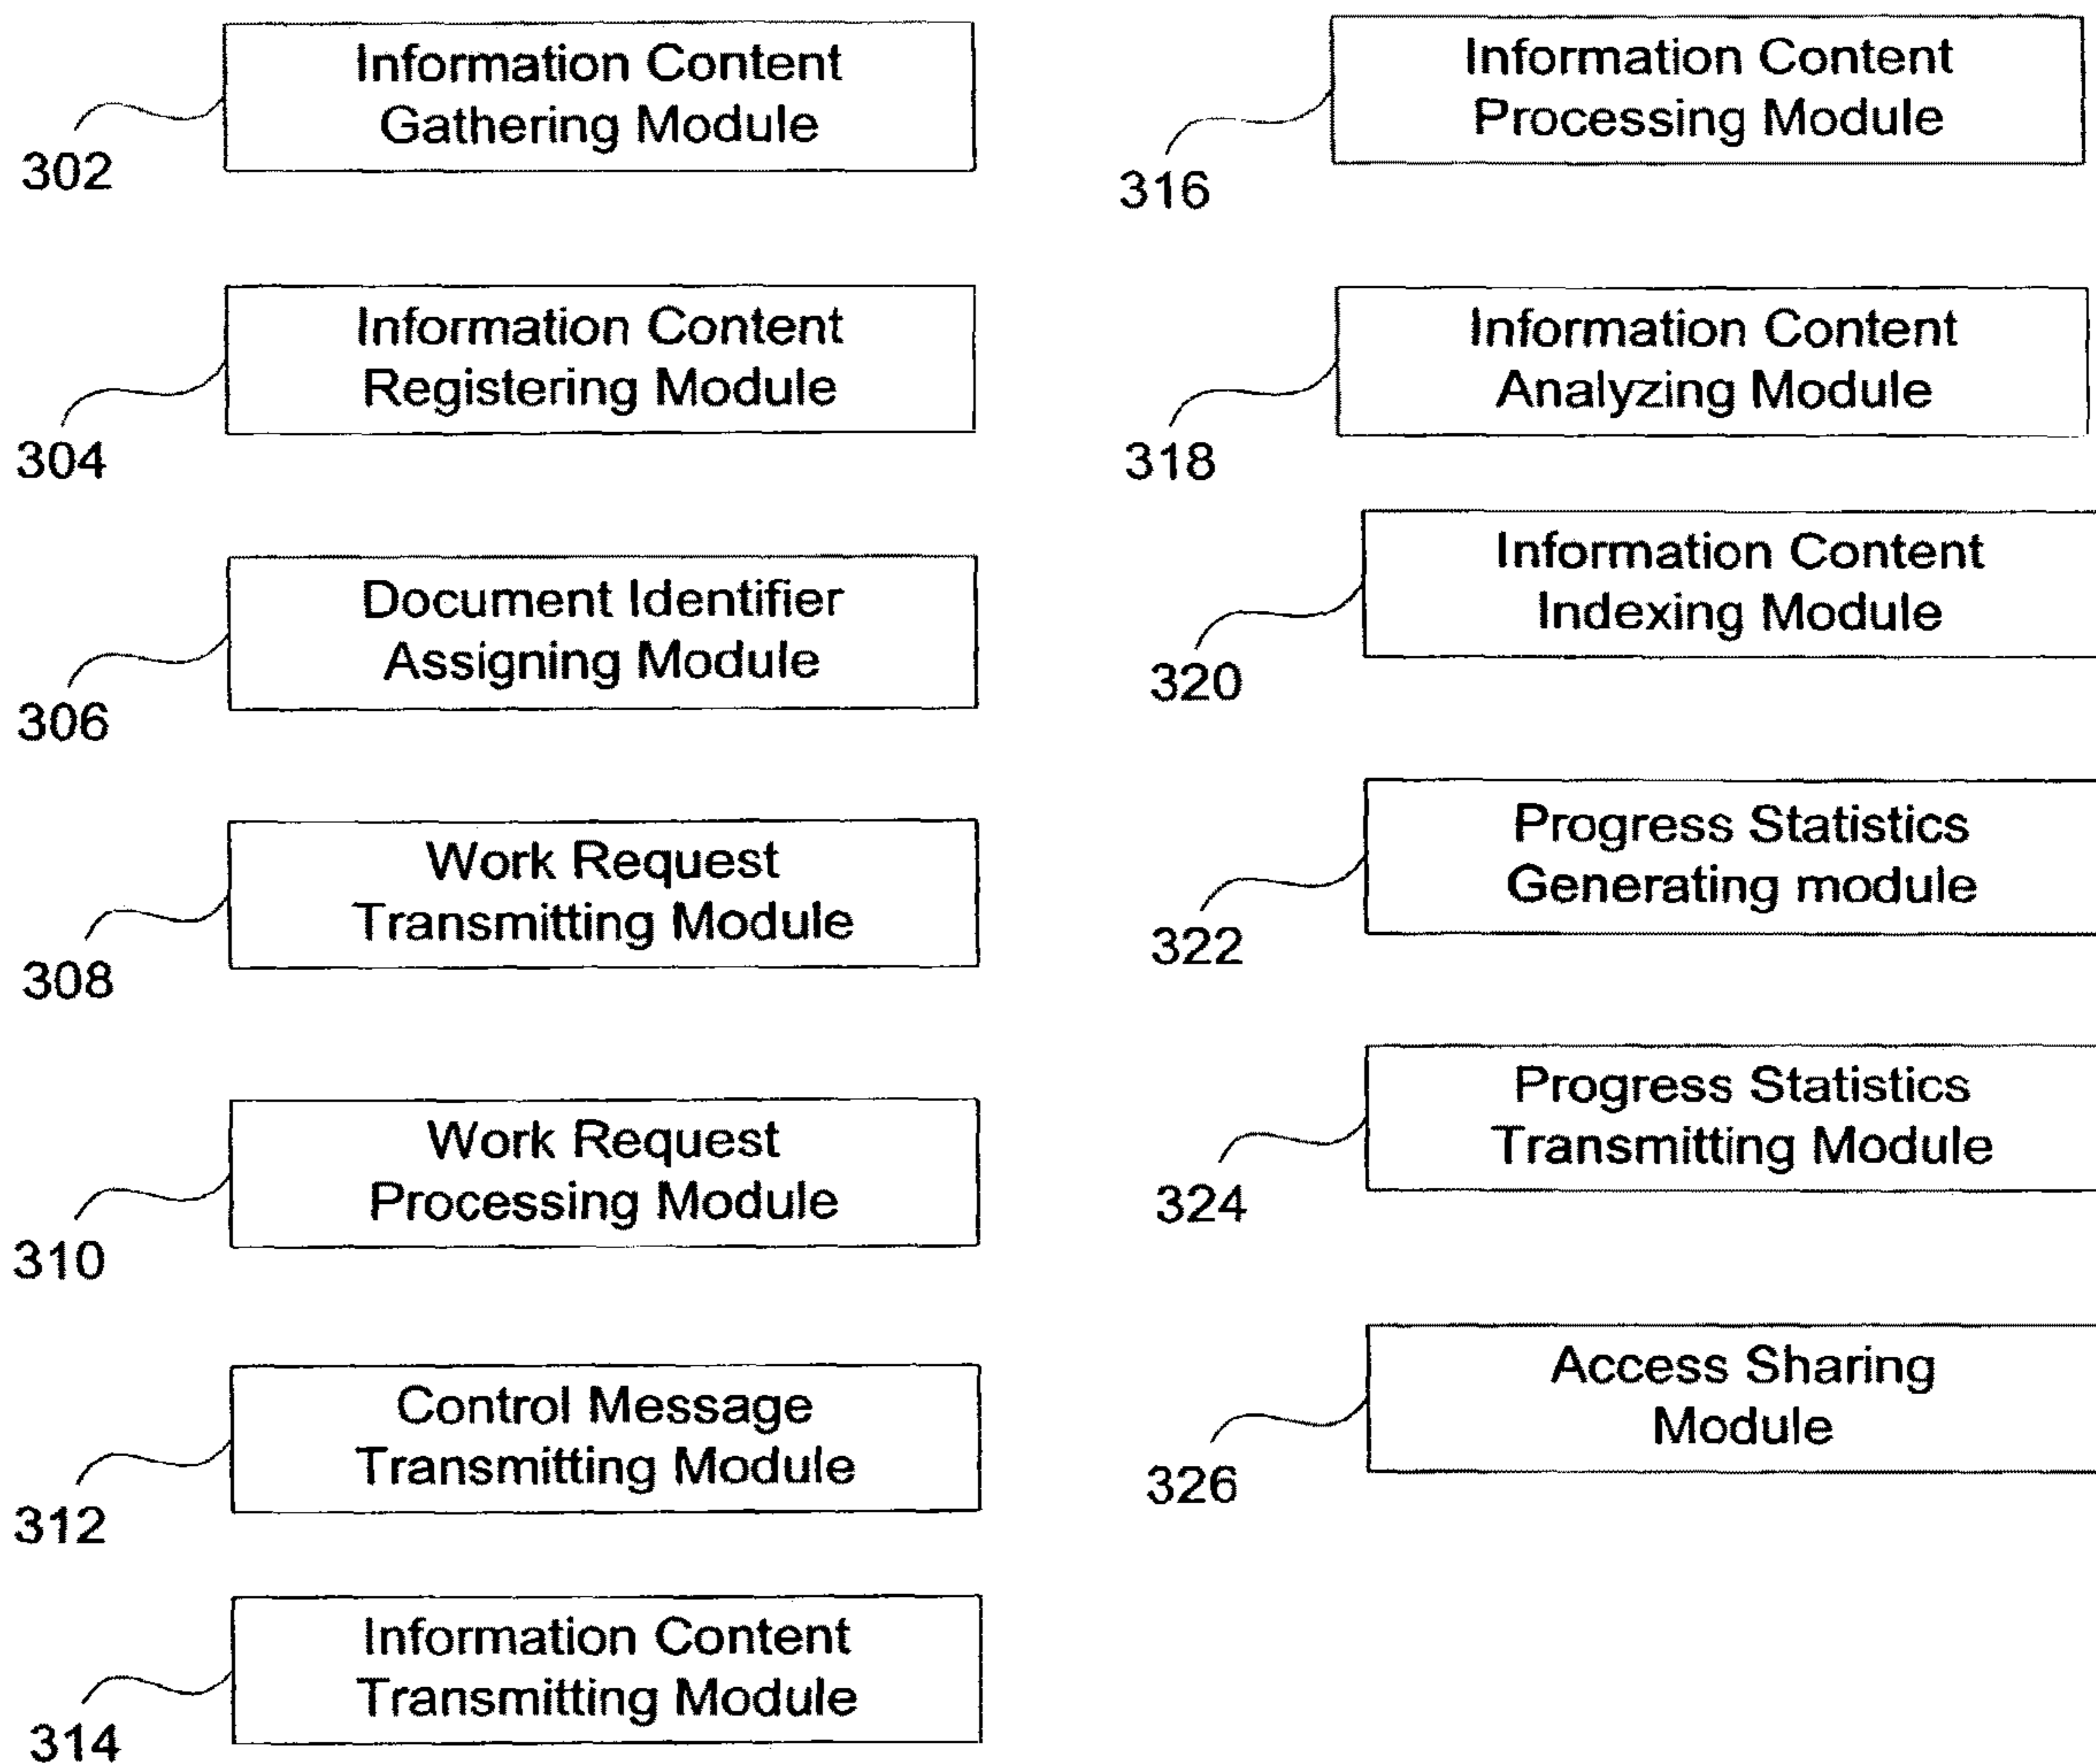 Information Content
Gathering Module
302
Information Content
Registering Module
304
Document Identifier
Assigning Module
306
Work Request
Transmitting Module
308
Work Request
Processing Module
310
Control Message
Transmitting Module
312
Information Content
Transmitting Module
314
Information Content
Processing Module
316
Information Content
Analyzing Module
318
Information Content
Indexing Module
320
Progress Statistics
Generating module
322
Progress Statistics
Transmitting Module
324
Access Sharing
Module
326